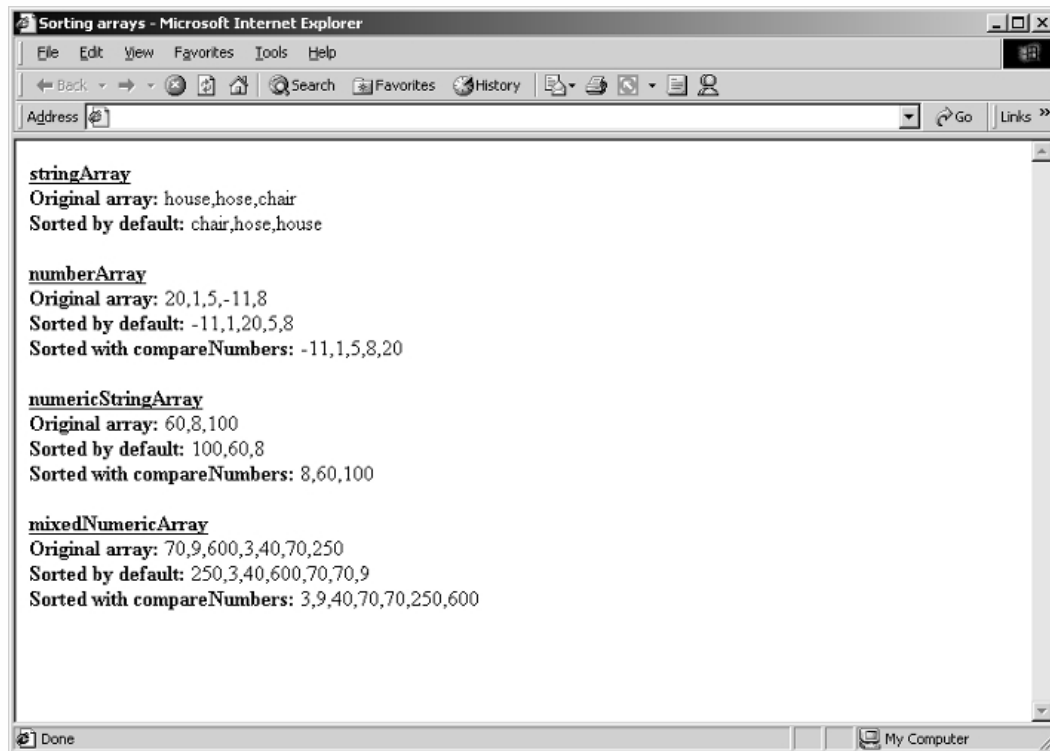 Sorting arrays - Microsoft Internet Explorer
File Edit View Favorites Tools Help
Back Search Favorites History
Address Go Links »
stringArray
Original array: house,hose,chair
Sorted by default: chair,hose,house
numberArray
Original array: 20,1,5,-11,8
Sorted by default: -11,1,20,5,8
Sorted with compareNumbers: -11,1,5,8,20
numericStringArray
Original array: 60,8,100
Sorted by default: 100,60,8
Sorted with compareNumbers: 8,60,100
mixedNumericArray
Original array: 70,9,600,3,40,70,250
Sorted by default: 250,3,40,600,70,70,9
Sorted with compareNumbers: 3,9,40,70,70,250,600
Done My Computer